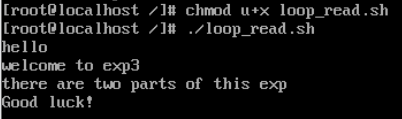 [root@localhost /]# chmod u+x loop_read.sh
[root@localhost /]# ./loop_read.sh
hello
welcome to exp3
there are two parts of this exp
Good luck!